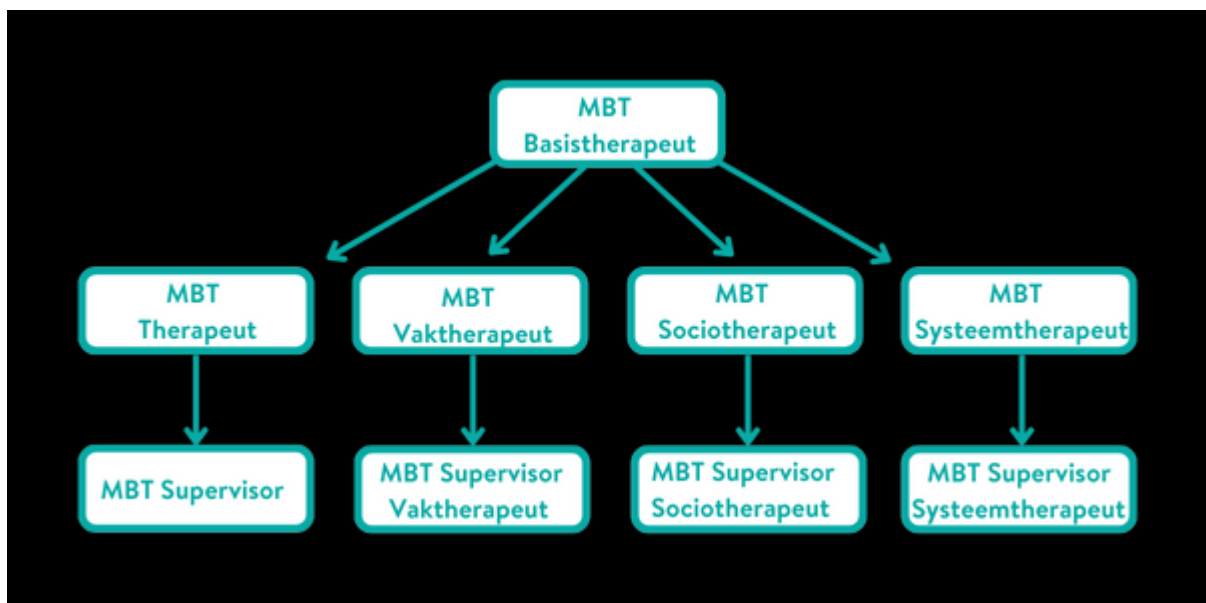 MBT
Basistherapeut
MBT
Therapeut
MBT
Vaktherapeut
MBT
Sociotherapeut
MBT
Systeemtherapeut
MBT Supervisor
MBT Supervisor
Vaktherapeut
MBT Supervisor
Sociotherapeut
MBT Supervisor
Systeemtherapeut